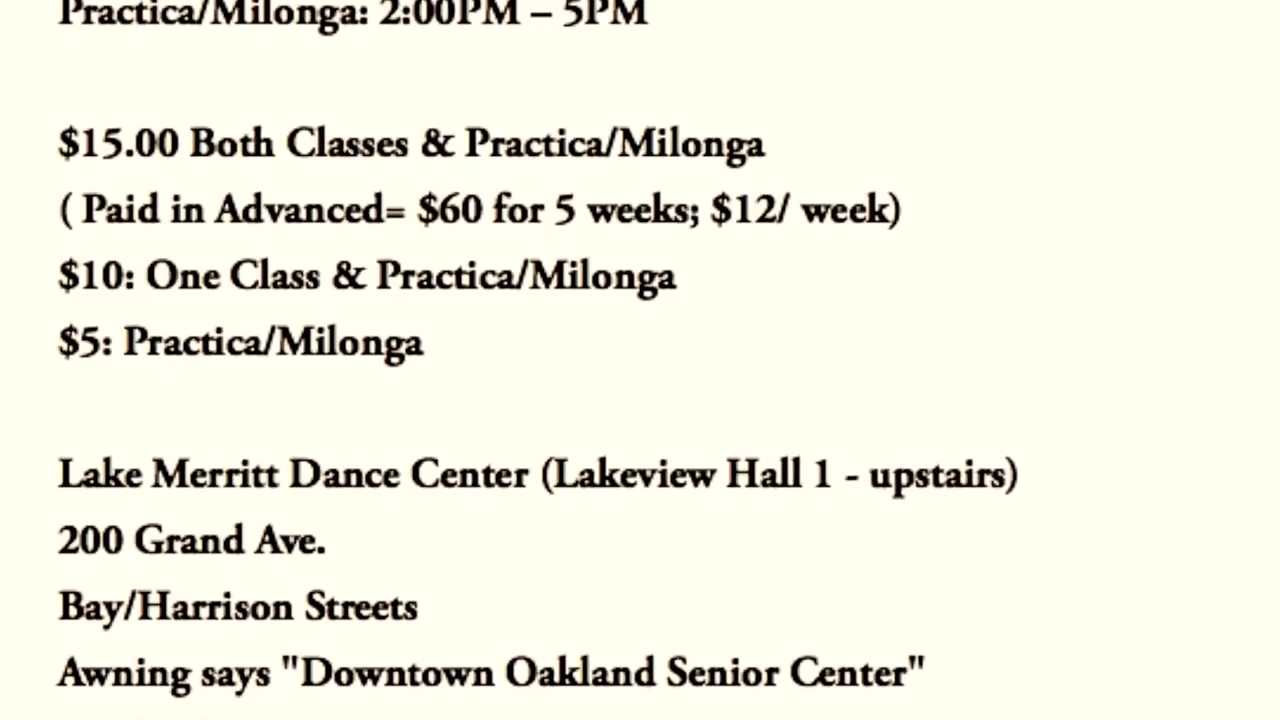 Practica/Milonga: 2:00PM – 5PM
$15.00 Both Classes & Practica/Milonga
( Paid in Advanced= $60 for 5 weeks; $12/ week)
$10: One Class & Practica/Milonga
$5: Practica/Milonga
Lake Merritt Dance Center (Lakeview Hall 1 - upstairs)
200 Grand Ave.
Bay/Harrison Streets
Awning says "Downtown Oakland Senior Center"